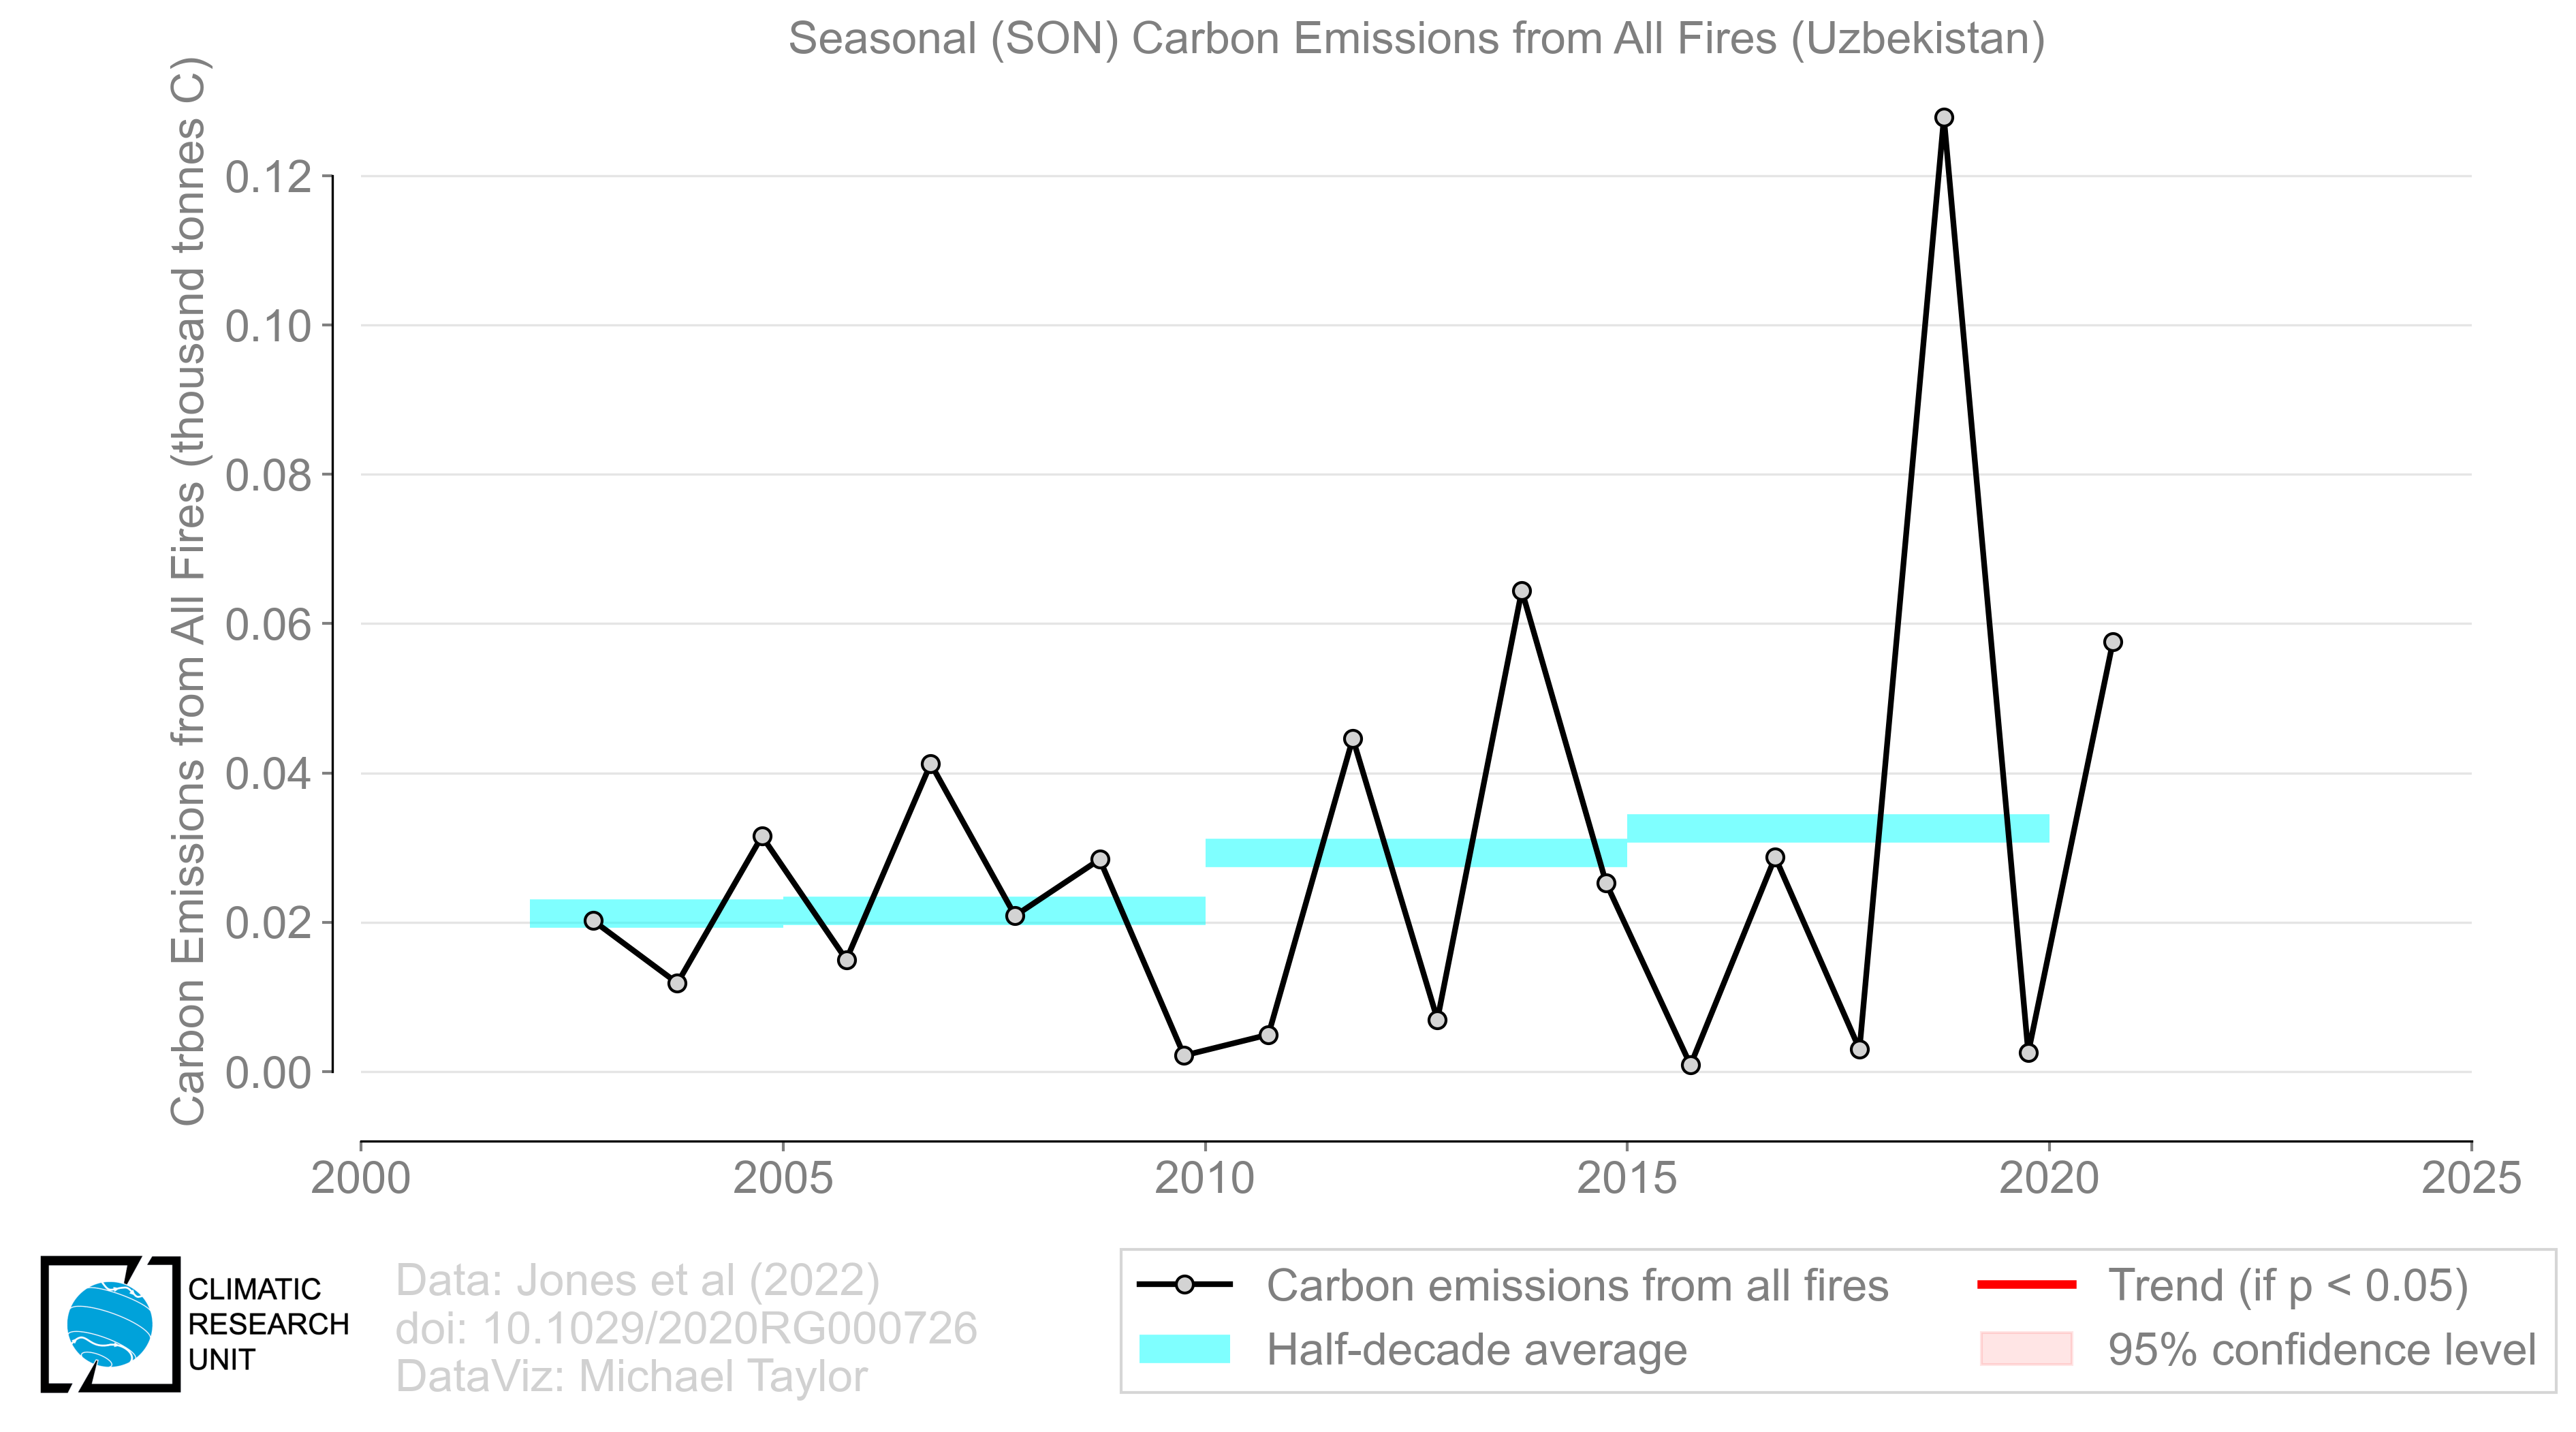 Seasonal (SON) Carbon Emissions from All Fires (Uzbekistan)
Carbon Emissions from All Fires (thousand tonnes C)
0.12
0.10
0.08
0.06
0.04
0.02
0.00
2000
2005
2010
2015
2020
2025
CLIMATIC
RESEARCH
UNIT
Data: Jones et al (2022)
doi: 10.1029/2020RG000726
DataViz: Michael Taylor
Carbon emissions from all fires
Half-decade average
Trend (if p < 0.05)
95% confidence level